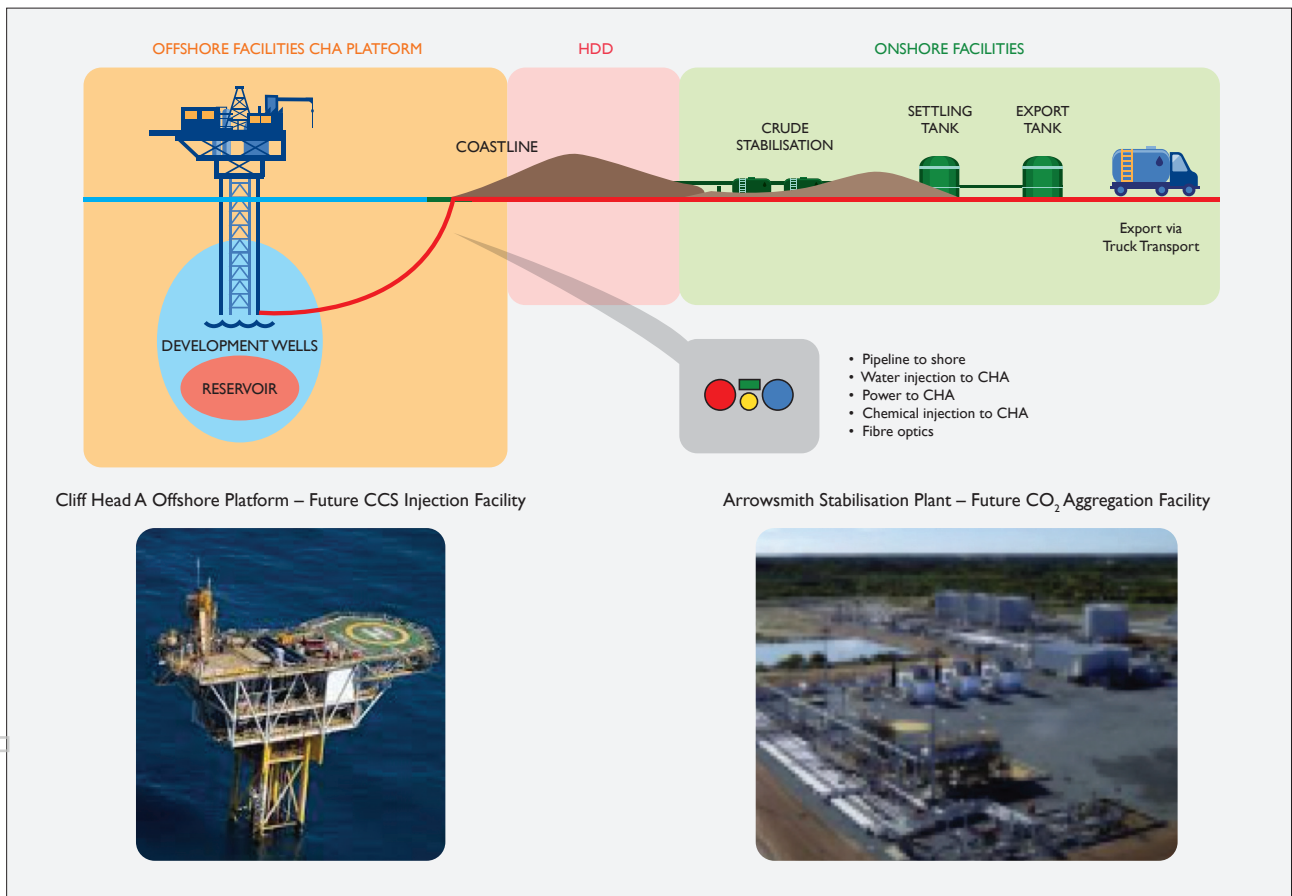 OFFSHORE FACILITIES CHA PLATFORM
HDD
ONSHORE FACILITIES
COASTLINE
CRUDE
STABILISATION
SETTLING
TANK
EXPORT
TANK
Export via
Truck Transport
DEVELOPMENT WELLS
RESERVOIR
• Pipeline to shore
• Water injection to CHA
• Power to CHA
• Chemical injection to CHA
• Fibre optics
Cliff Head A Offshore Platform – Future CCS Injection Facility
Arrowsmith Stabilisation Plant – Future CO₂ Aggregation Facility
H